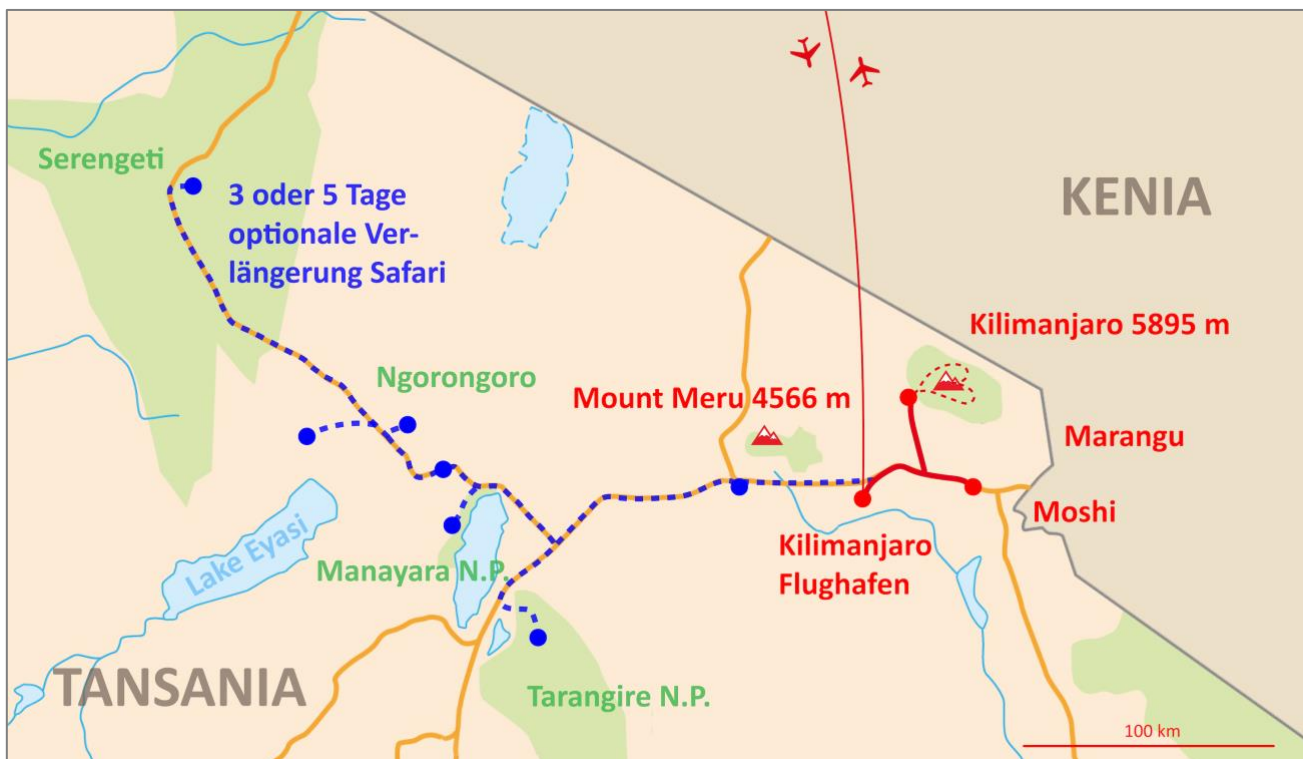 Serengeti
3 oder 5 Tage
optionale Ver-
längerung Safari
KENIA
Kilimanjaro 5895 m
Ngorongoro
Mount Meru 4566 m
Marangu
Moshi
Kilimanjaro
Flughafen
Lake Eyasi
Manayara N.P.
TANSANIA
Tarangire N.P.
100 km